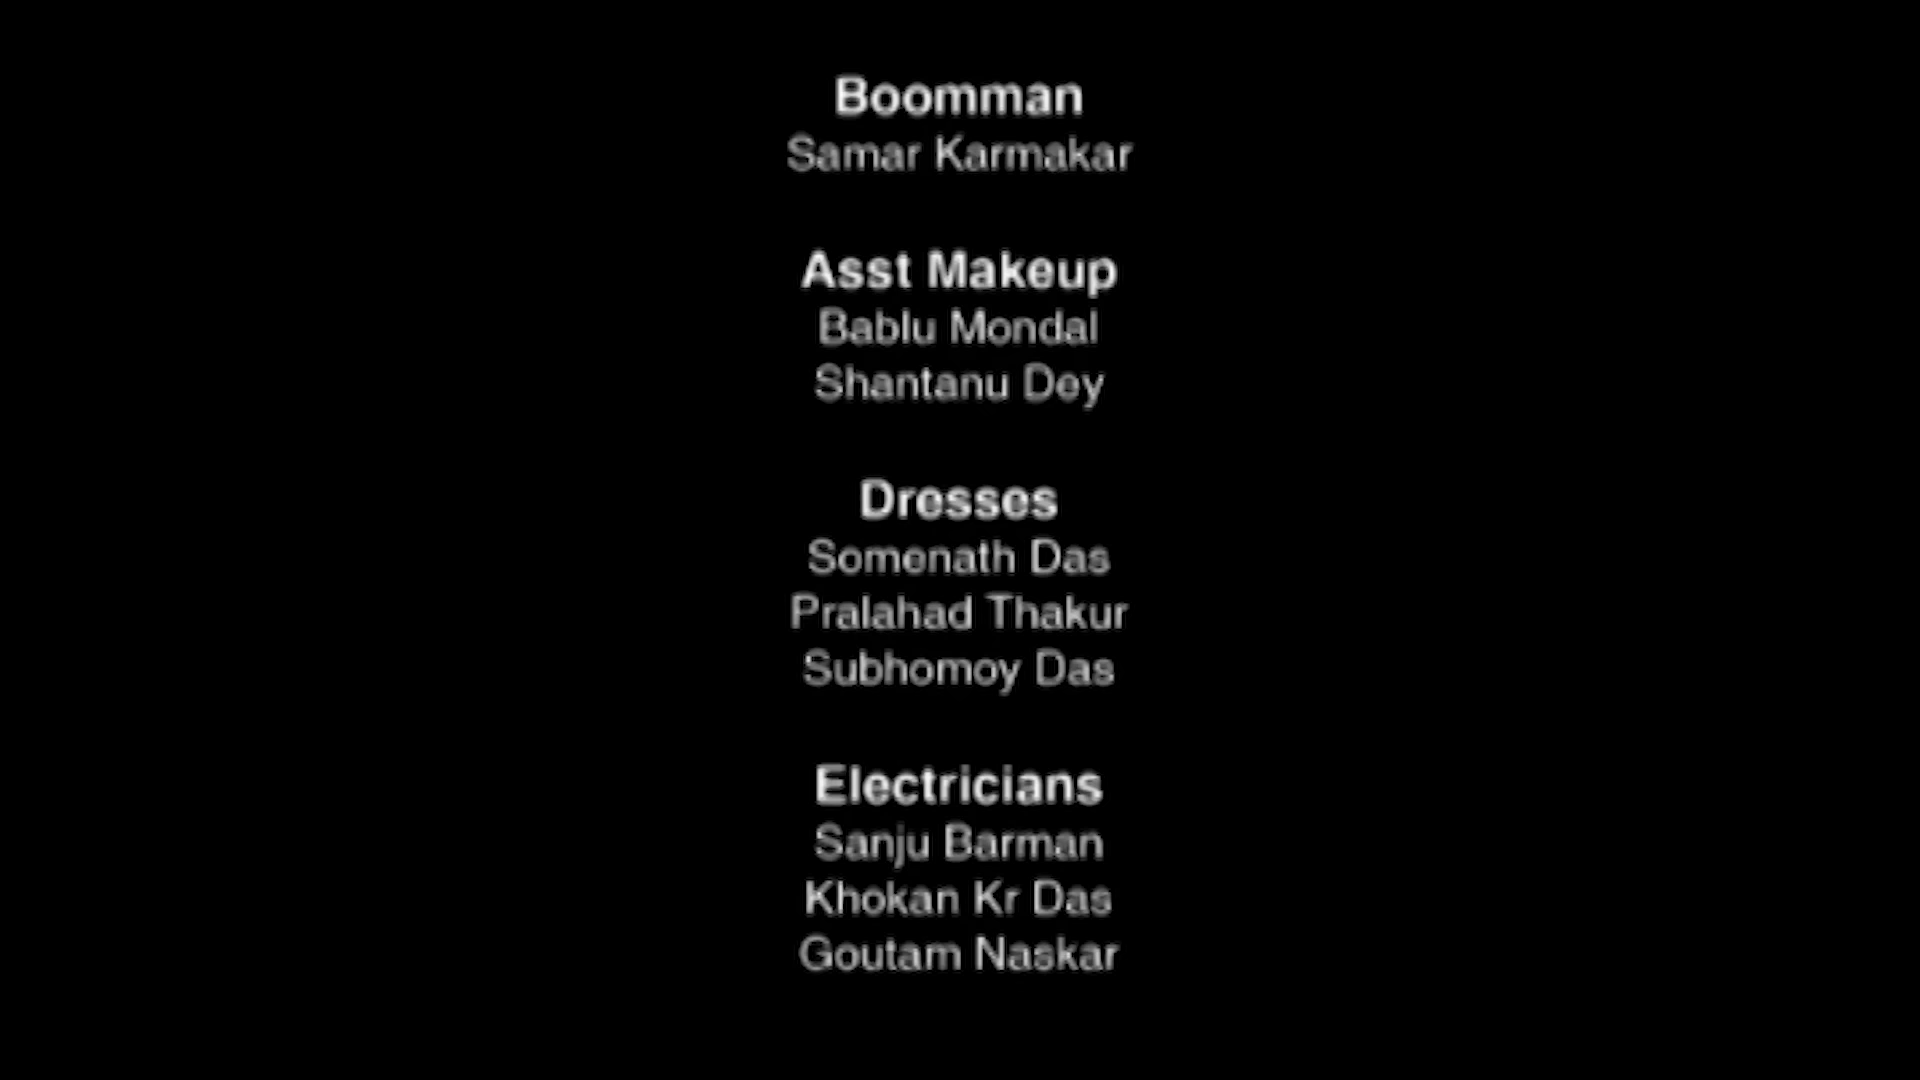 Boomman
Samar Karmakar
Asst Makeup
Bablu Mondal
Shantanu Dey
Dresses
Somenath Das
Pralahad Thakur
Subhomoy Das
Electricians
Sanju Barman
Khokan Kr Das
Goutam Naskar